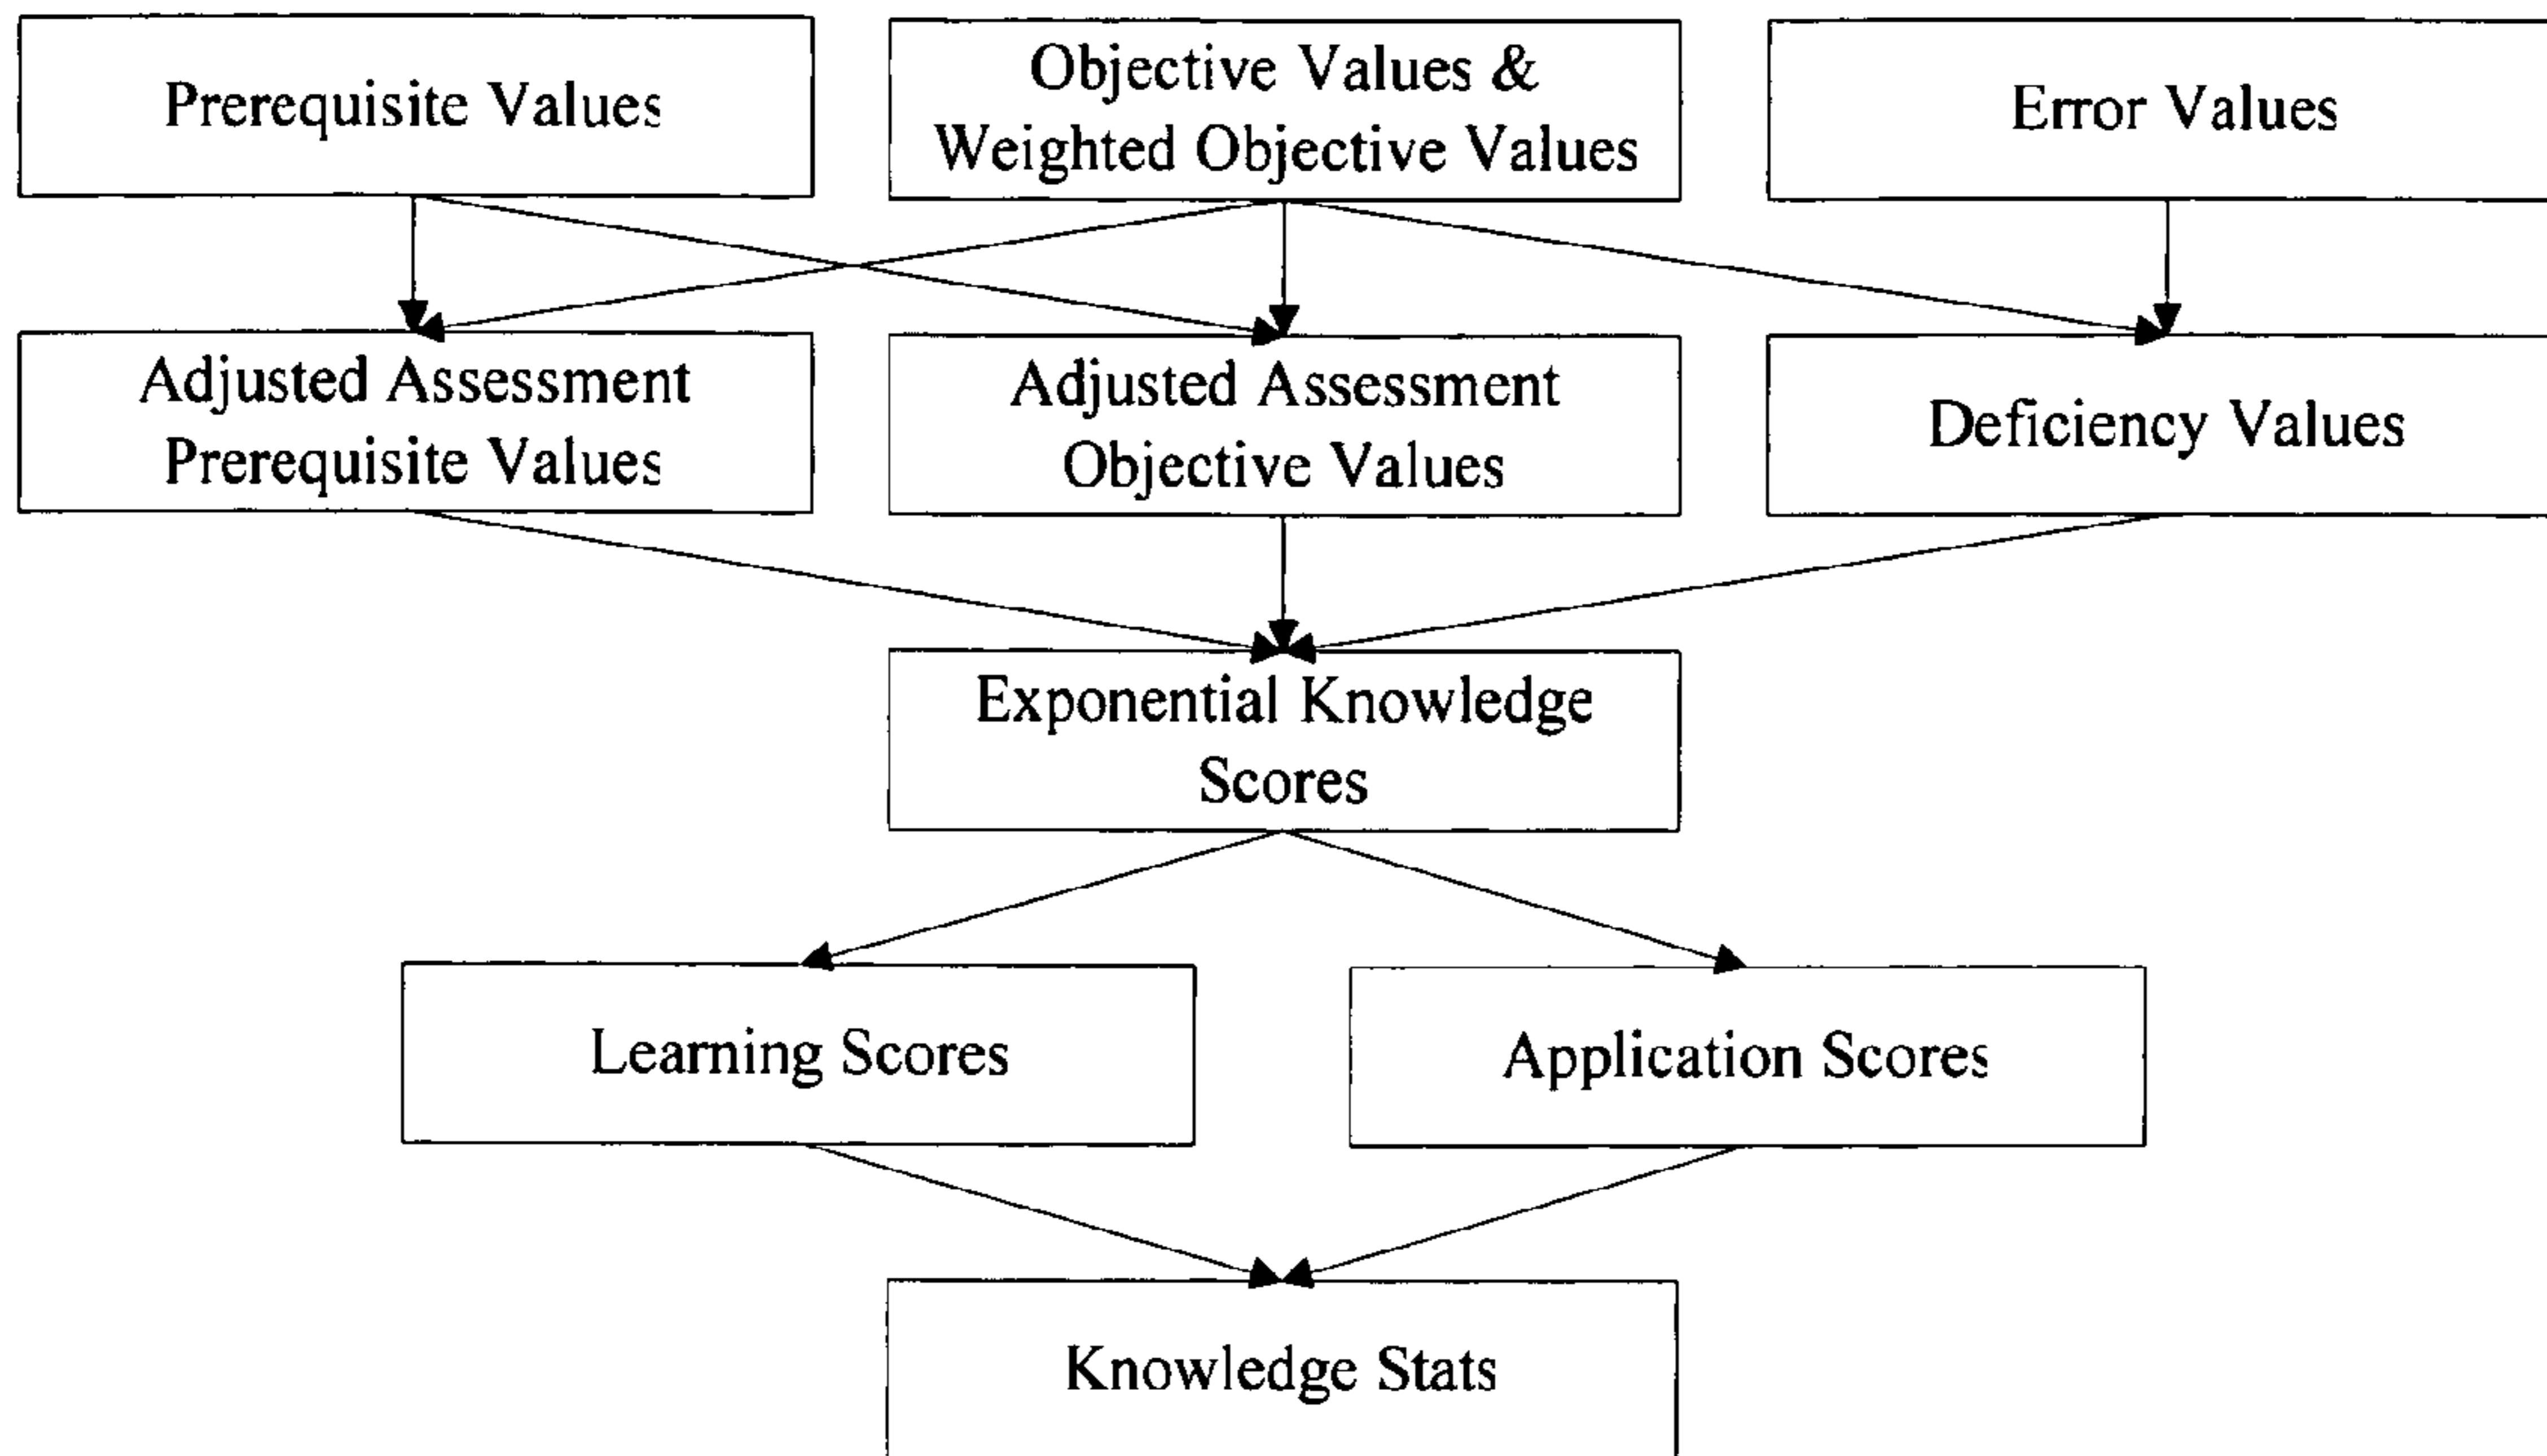 Prerequisite Values
Objective Values &
Weighted Objective Values
Error Values
Adjusted Assessment
Prerequisite Values
Adjusted Assessment
Objective Values
Deficiency Values
Exponential Knowledge
Scores
Learning Scores
Application Scores
Knowledge Stats